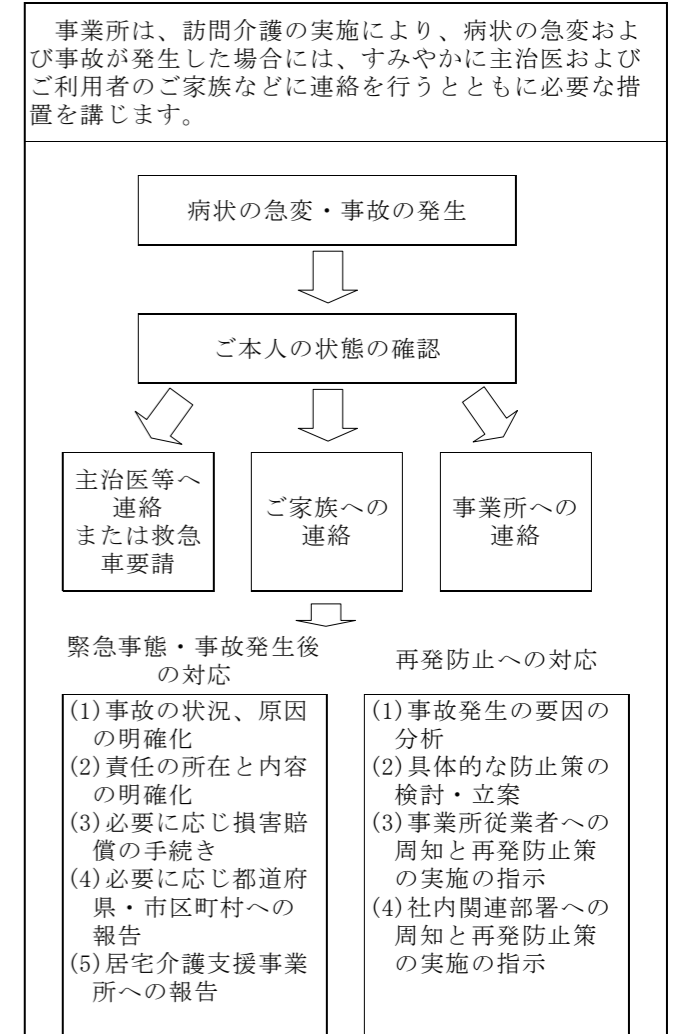 事業所は、訪問介護の実施により、病状の急変およ
び事故が発生した場合には、すみやかに主治医および
ご利用者のご家族などに連絡を行うとともに必要な措
置を講じます。
病状の急変・事故の発生
ご本人の状態の確認
主治医等へ
連絡
または救急
車要請
ご家族への
連絡
事業所への
連絡
緊急事態・事故発生後
の対応
(1)事故の状況、原因
の明確化
(2)責任の所在と内容
の明確化
(3)必要に応じ損害賠
償の手続き
(4)必要に応じ都道府
県・市区町村への
報告
(5)居宅介護支援事業
所への報告
再発防止への対応
(1)事故発生の要因の
分析
(2)具体的な防止策の
検討・立案
(3)事業所従業者への
周知と再発防止策
の実施の指示
(4)社内関連部署への
周知と再発防止策
の実施の指示